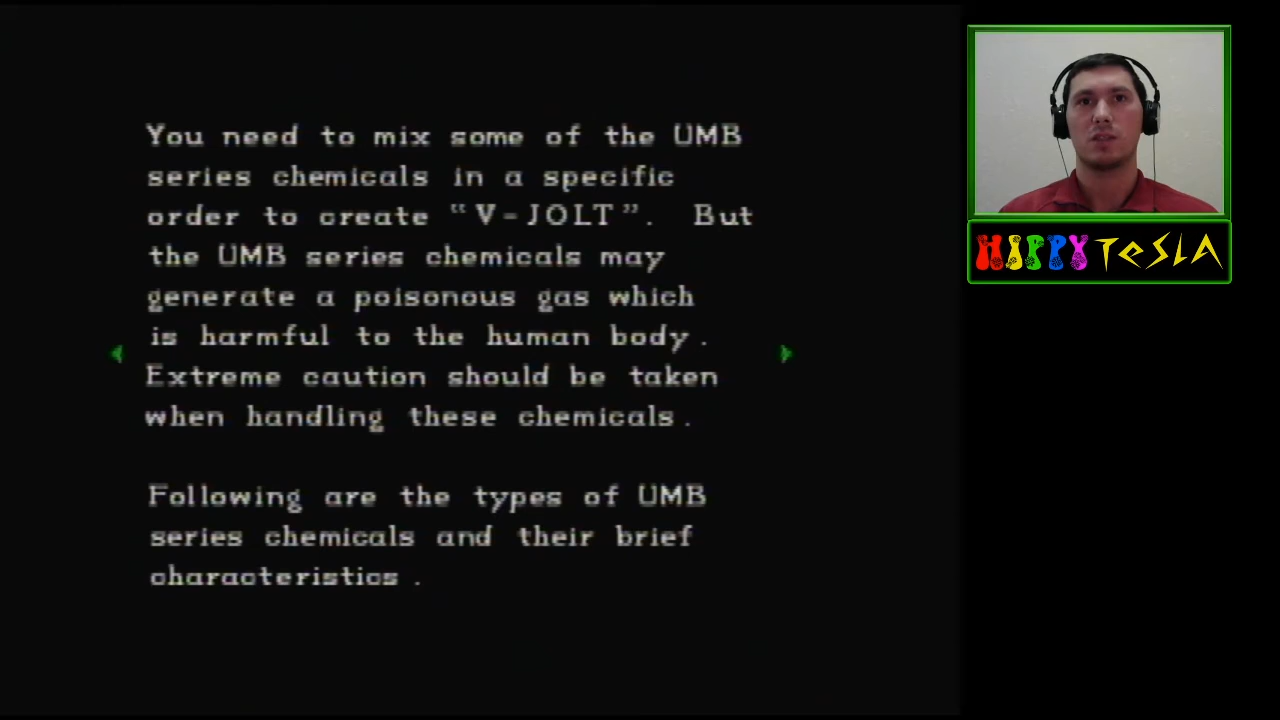 You need to mix some of the UMB
series chemicals in a specific
order to create “V-JOLT”. But
the UMB series chemicals may
generate a poisonous gas which
is harmful to the human body.
Extreme caution should be taken
when handling these chemicals.
Following are the types of UMB
series chemicals and their brief
characteristics.
HIPPY TeSLA